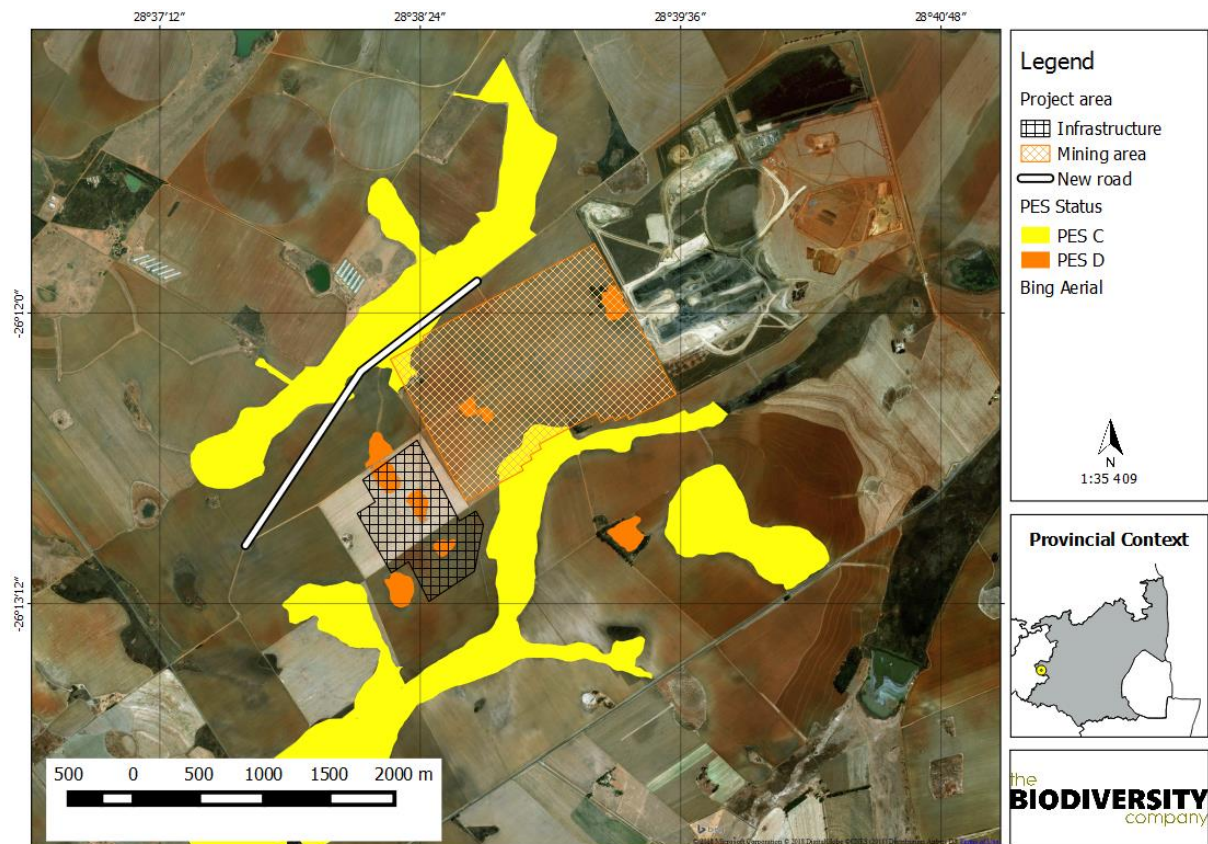 28°37'12" 28°38'24" 28°39'36" 28°40'48"
-26°12'0"
-26°13'12"
Legend
Project area
Infrastructure
Mining area
New road
PES Status
PES C
PES D
Bing Aerial
N
1:35 409
Provincial Context
500 0 500 1000 1500 2000 m
the
BIODIVERSITY
company